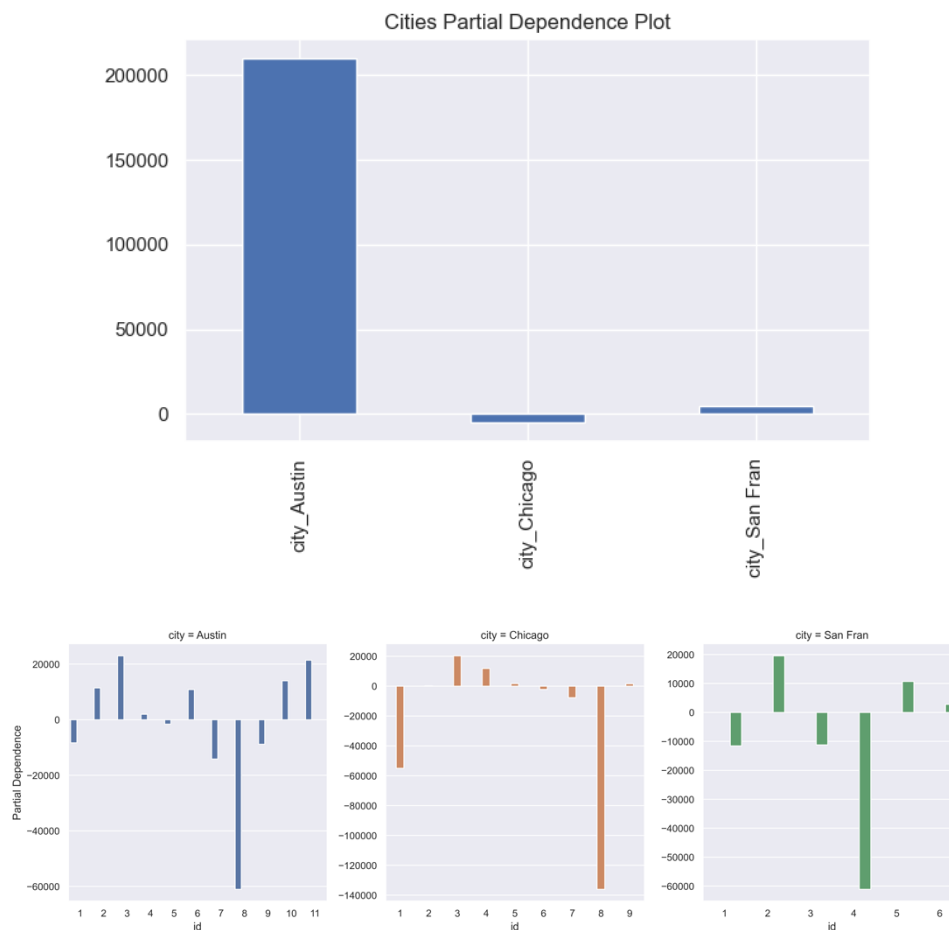 Cities Partial Dependence Plot
200000
150000
100000
50000
0
city_Austin
city_Chicago
city_San Fran
city = Austin
20000
0
−20000
−40000
−60000
Partial Dependence
1 2 3 4 5 6 7 8 9 10 11
id
city = Chicago
20000
0
−20000
−40000
−60000
−80000
−100000
−120000
−140000
1 2 3 4 5 6 7 8 9
id
city = San Fran
20000
10000
0
−10000
−20000
−30000
−40000
−50000
−60000
1 2 3 4 5 6
id